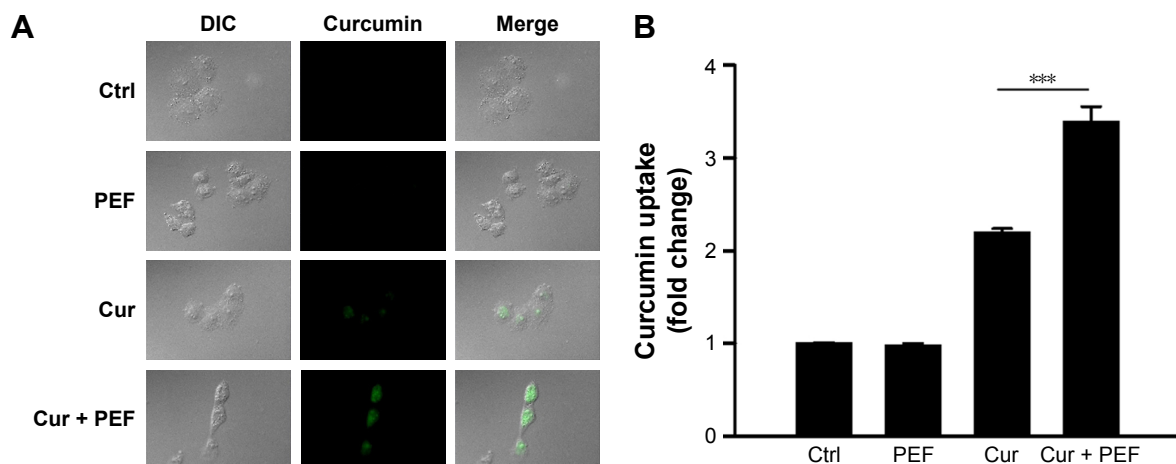 A
DIC Curcumin Merge
Ctrl
PEF
Cur
Cur + PEF
B
Curcumin uptake
(fold change)
4
3
2
1
0
***
Ctrl PEF Cur Cur + PEF